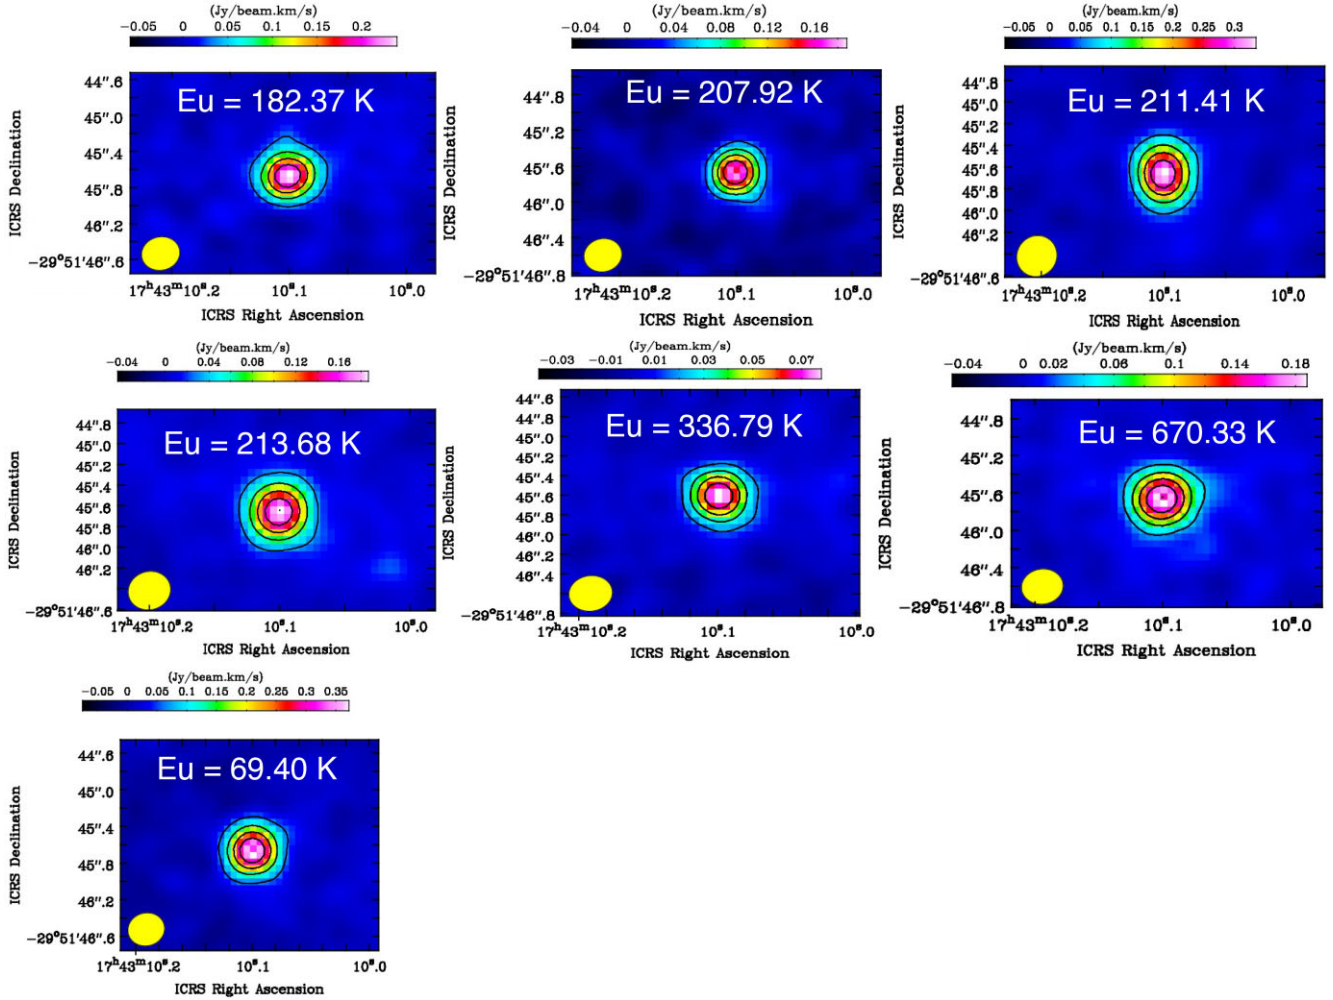 (Jy/beam.km/s)
−0.05 0 0.05 0.1 0.15 0.2
Eu = 182.37 K
ICRS Declination
44".6
45".0
45".4
45".8
46".2
−29°51'46".6
17ʰ43ᵐ10ˢ.2 10ˢ.1 10ˢ.0
ICRS Right Ascension
(Jy/beam.km/s)
−0.04 0 0.04 0.08 0.12 0.16
Eu = 207.92 K
ICRS Declination
44".8
45".2
45".6
46".0
46".4
−29°51'46".8
17ʰ43ᵐ10ˢ.2 10ˢ.1 10ˢ.0
ICRS Right Ascension
(Jy/beam.km/s)
−0.05 0 0.05 0.1 0.15 0.2 0.25 0.3
Eu = 211.41 K
ICRS Declination
44".8
45".0
45".2
45".4
45".6
45".8
46".0
46".2
−29°51'46".6
17ʰ43ᵐ10ˢ.2 10ˢ.1 10ˢ.0
ICRS Right Ascension
(Jy/beam.km/s)
−0.04 0 0.04 0.08 0.12 0.16
Eu = 213.68 K
ICRS Declination
44".8
45".0
45".2
45".4
45".6
45".8
46".0
46".2
−29°51'46".6
17ʰ43ᵐ10ˢ.2 10ˢ.1 10ˢ.0
ICRS Right Ascension
(Jy/beam.km/s)
−0.03 −0.01 0.01 0.03 0.05 0.07
Eu = 336.79 K
ICRS Declination
44".6
44".8
45".0
45".2
45".4
45".6
45".8
46".0
46".2
46".4
−29°51'46".8
17ʰ43ᵐ10ˢ.2 10ˢ.1 10ˢ.0
ICRS Right Ascension
(Jy/beam.km/s)
−0.04 0 0.02 0.06 0.1 0.14 0.18
Eu = 670.33 K
ICRS Declination
44".8
45".2
45".6
46".0
46".4
−29°51'46".8
17ʰ43ᵐ10ˢ.2 10ˢ.1 10ˢ.0
ICRS Right Ascension
(Jy/beam.km/s)
−0.05 0 0.05 0.1 0.15 0.2 0.25 0.3 0.35
Eu = 69.40 K
ICRS Declination
44".6
45".0
45".4
45".8
46".2
−29°51'46".6
17ʰ43ᵐ10ˢ.2 10ˢ.1 10ˢ.0
ICRS Right Ascension